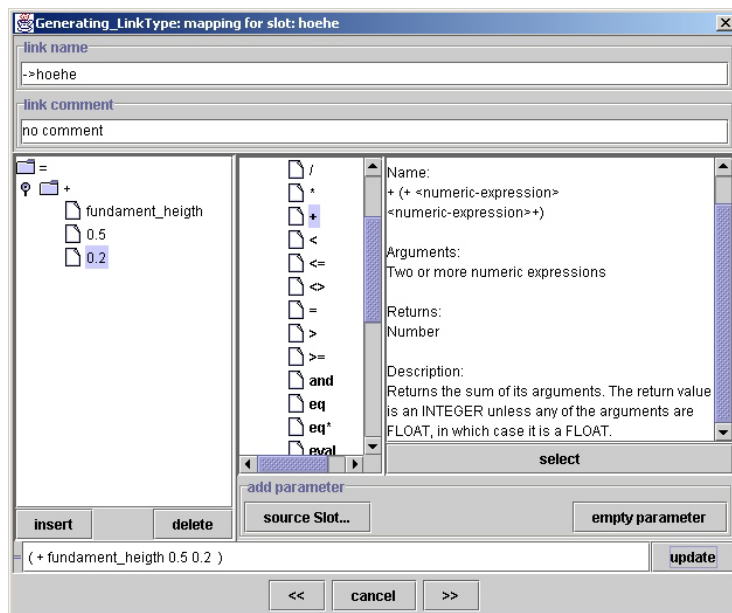 Generating_LinkType: mapping for slot: hoehe
link name
->hoehe
link comment
no comment
=
+
fundament_heigth
0.5
0.2
/
*
+
<
<=
<>
=
>
>=
and
eq
eq*
eval
Name:
+ (+ <numeric-expression>
<numeric-expression>+)
Arguments:
Two or more numeric expressions
Returns:
Number
Description:
Returns the sum of its arguments. The return value
is an INTEGER unless any of the arguments are
FLOAT, in which case it is a FLOAT.
select
add parameter
source Slot...
empty parameter
insert
delete
= ( + fundament_heigth 0.5 0.2 )
update
<<
cancel
>>